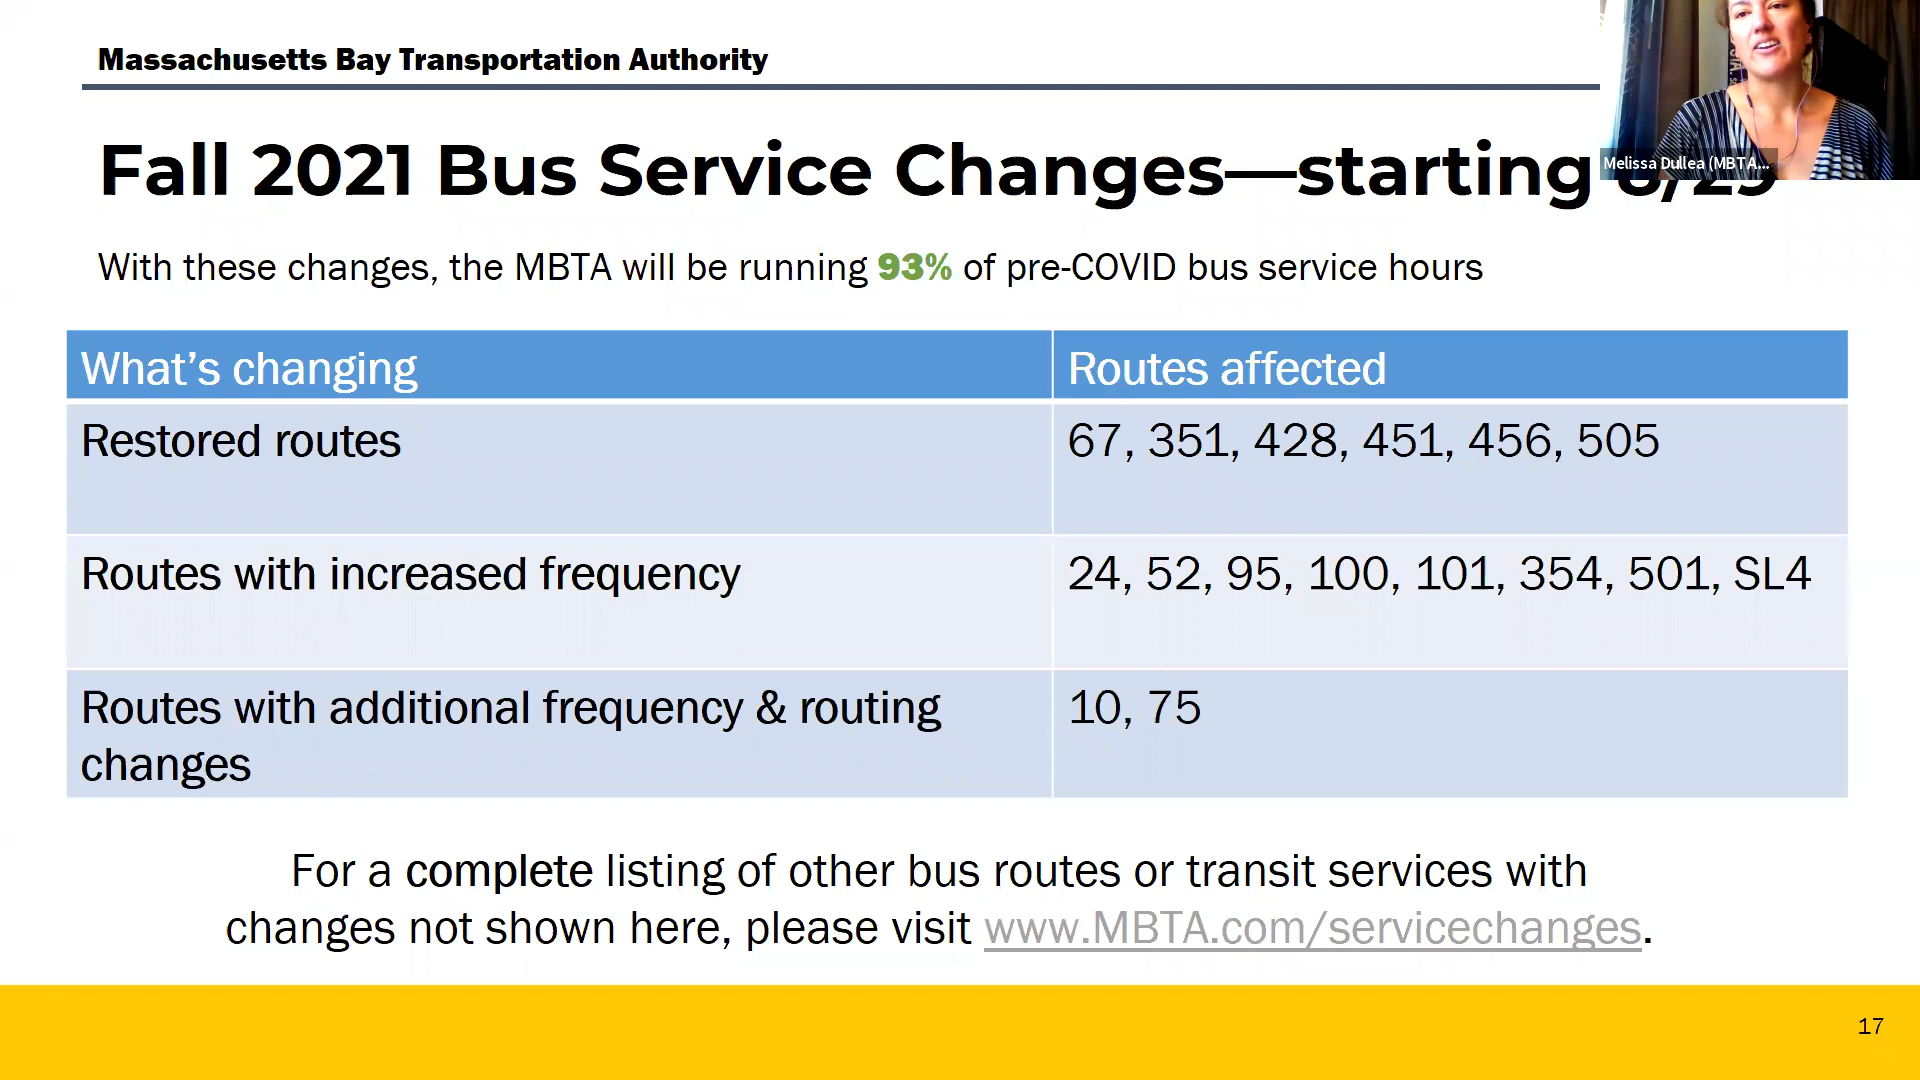 Massachusetts Bay Transportation Authority
Melissa Dullea (MBTA...
Fall 2021 Bus Service Changes—starting 8/29
With these changes, the MBTA will be running 93% of pre-COVID bus service hours
What's changing Routes affected
Restored routes 67, 351, 428, 451, 456, 505
Routes with increased frequency 24, 52, 95, 100, 101, 354, 501, SL4
Routes with additional frequency & routing 10, 75
changes
For a complete listing of other bus routes or transit services with
changes not shown here, please visit www.MBTA.com/servicechanges.
17